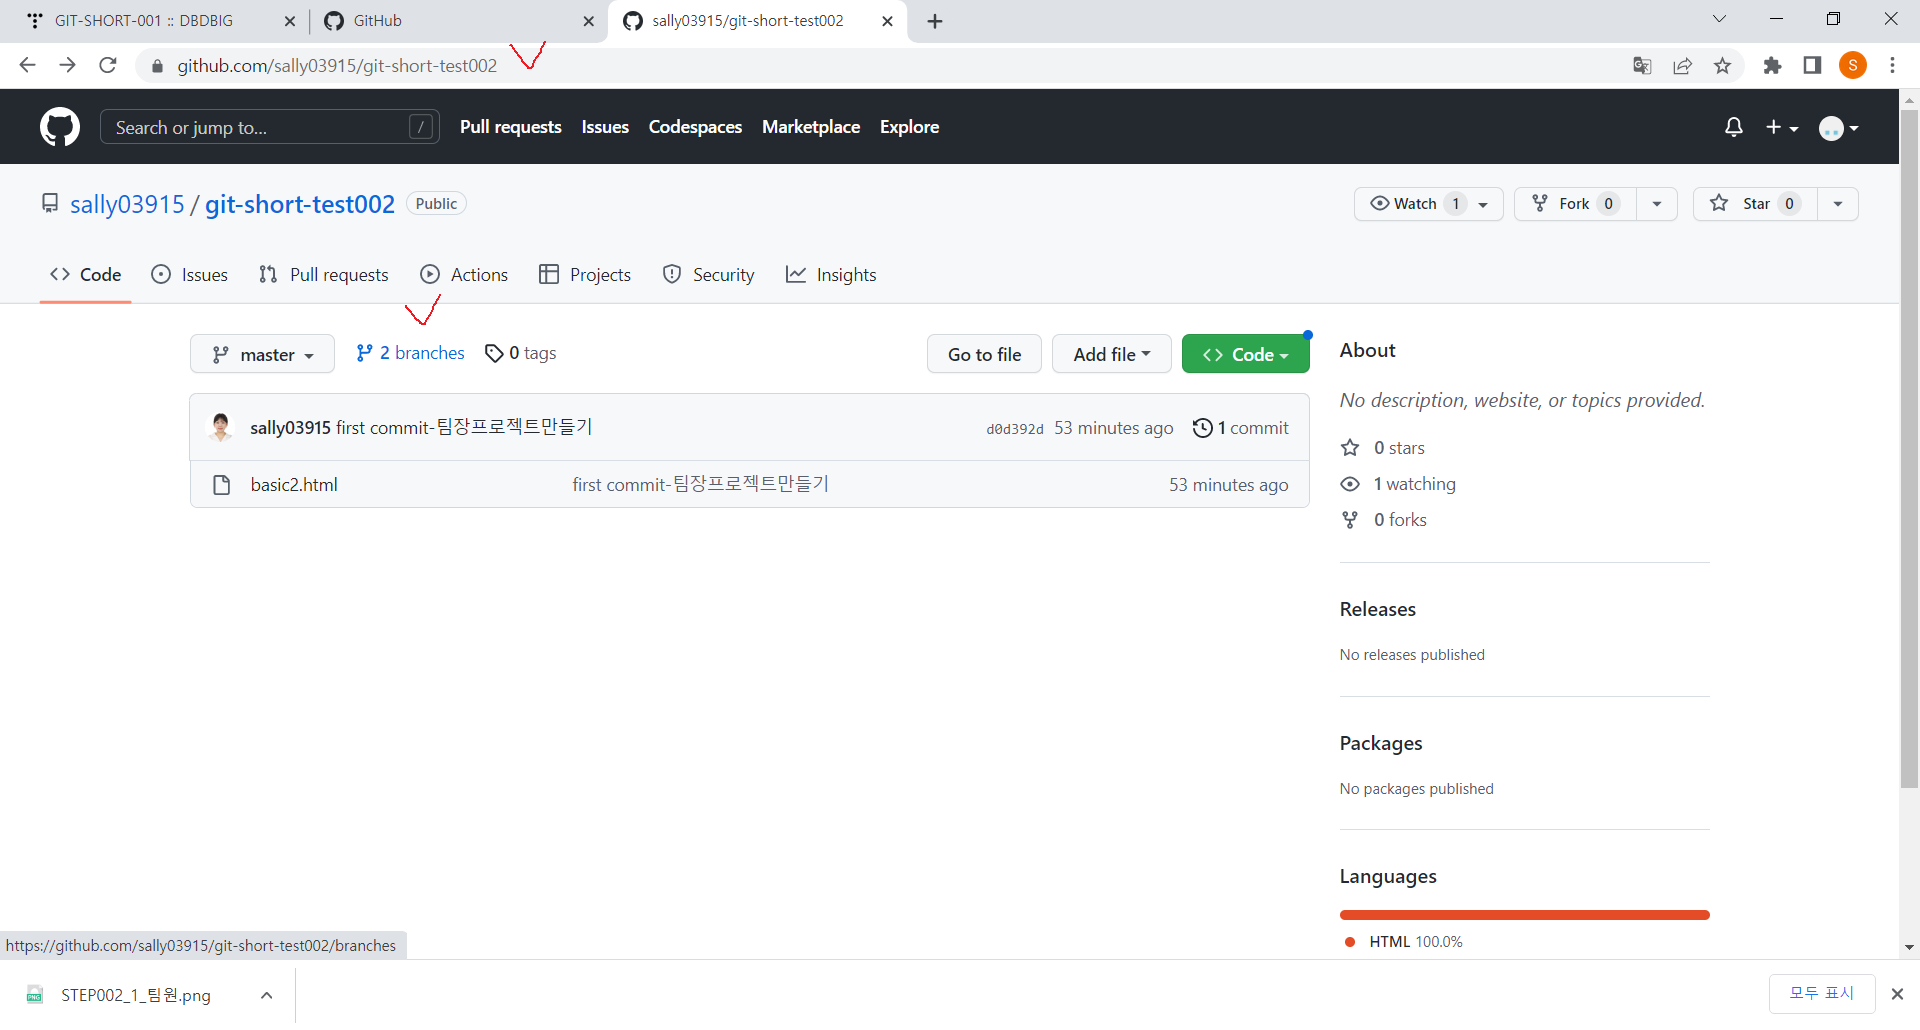 GIT-SHORT-001 :: DBDBIG
GitHub
sally03915/git-short-test002
github.com/sally03915/git-short-test002
S
Search or jump to...
/
Pull requests
Issues
Codespaces
Marketplace
Explore
sally03915 / git-short-test002
Public
Watch 1
Fork 0
Star 0
Code
Issues
Pull requests
Actions
Projects
Security
Insights
master
2 branches
0 tags
Go to file
Add file
Code
About
No description, website, or topics provided.
sally03915 first commit-팀장프로젝트만들기
d0d392d 53 minutes ago
1 commit
basic2.html
first commit-팀장프로젝트만들기
53 minutes ago
0 stars
1 watching
0 forks
Releases
No releases published
Packages
No packages published
Languages
HTML 100.0%
https://github.com/sally03915/git-short-test002/branches
PNG
STEP002_1_팀원.png
모두 표시